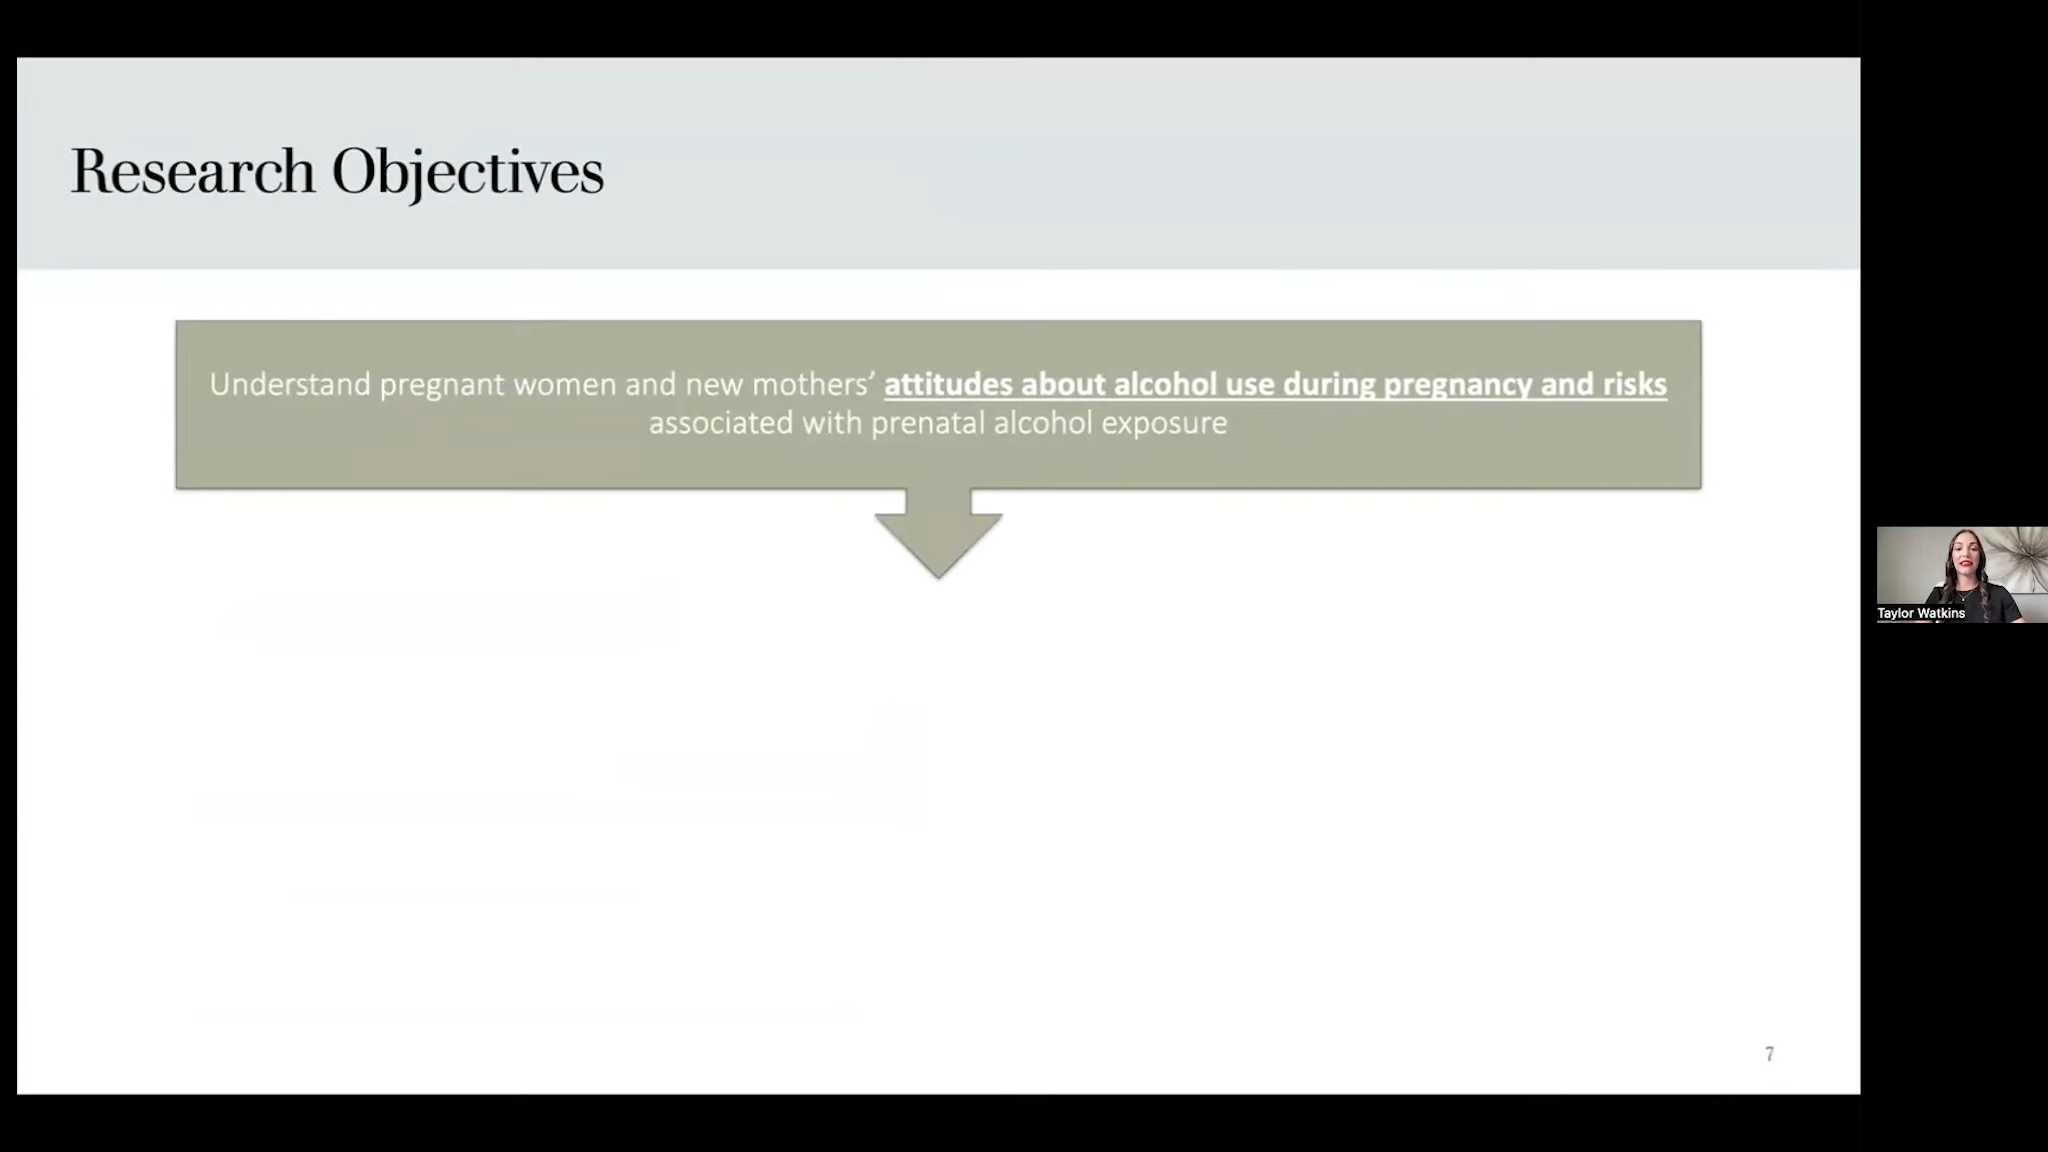 Research Objectives
Understand pregnant women and new mothers’ attitudes about alcohol use during pregnancy and risks
associated with prenatal alcohol exposure
Taylor Watkins
7